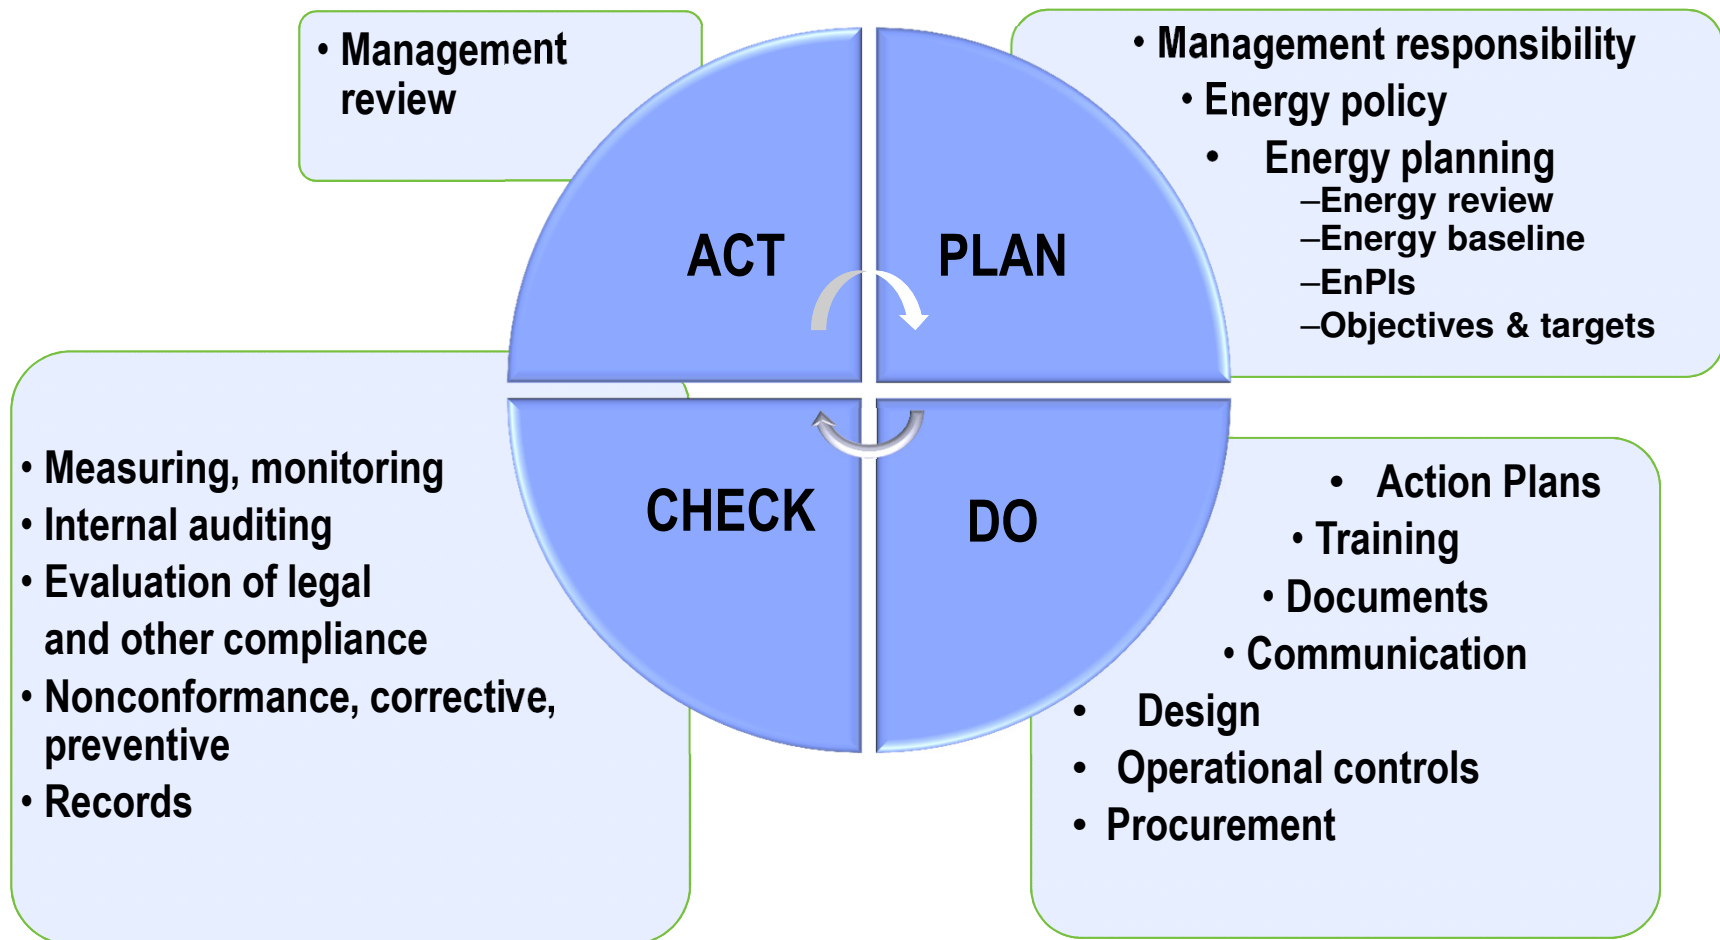 • Management
review
• Management responsibility
• Energy policy
• Energy planning
–Energy review
–Energy baseline
–EnPIs
–Objectives & targets
ACT
PLAN
CHECK
DO
• Measuring, monitoring
• Internal auditing
• Evaluation of legal
and other compliance
• Nonconformance, corrective,
preventive
• Records
• Action Plans
• Training
• Documents
• Communication
• Design
• Operational controls
• Procurement